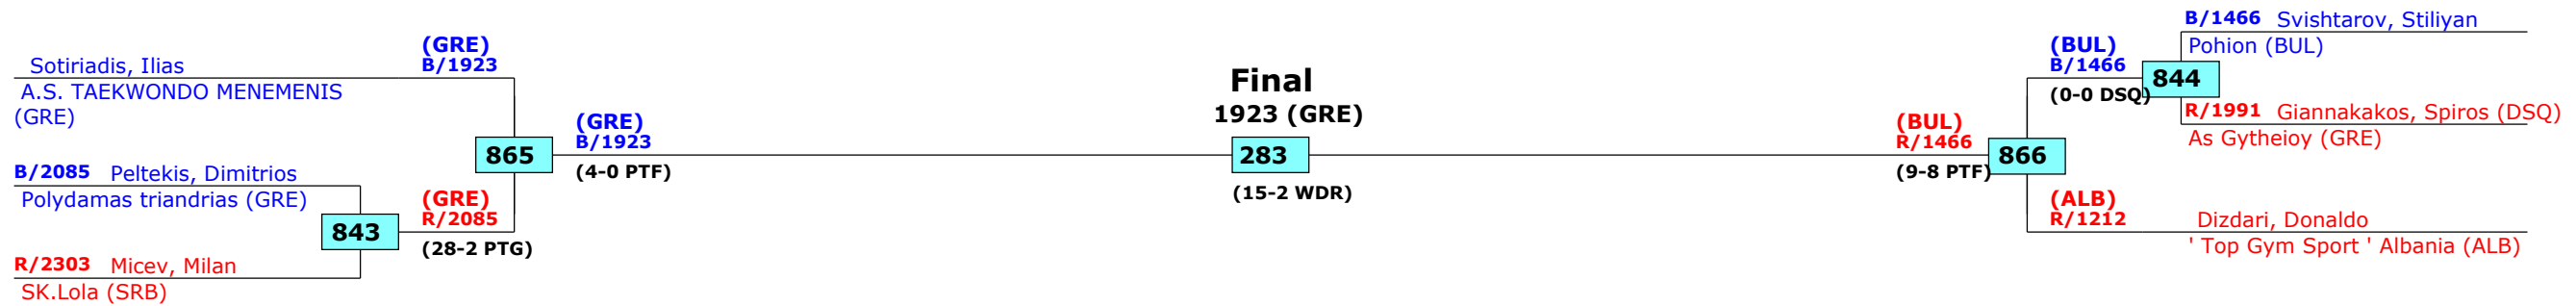 (GRE)
B/1923
Sotiriadis, Ilias
A.S. TAEKWONDO MENEMENIS
(GRE)
865
(GRE)
B/1923
(4-0 PTF)
B/2085 Peltekis, Dimitrios
Polydamas triandrias (GRE)
843
(GRE)
R/2085
(28-2 PTG)
R/2303 Micev, Milan
SK.Lola (SRB)
Final
1923 (GRE)
283
(15-2 WDR)
B/1466 Svishtarov, Stiliyan
Pohion (BUL)
(BUL)
B/1466
844
(0-0 DSQ)
R/1991 Giannakakos, Spiros (DSQ)
As Gytheioy (GRE)
(BUL)
R/1466
866
(9-8 PTF)
(ALB)
R/1212
Dizdari, Donaldo
' Top Gym Sport ' Albania (ALB)